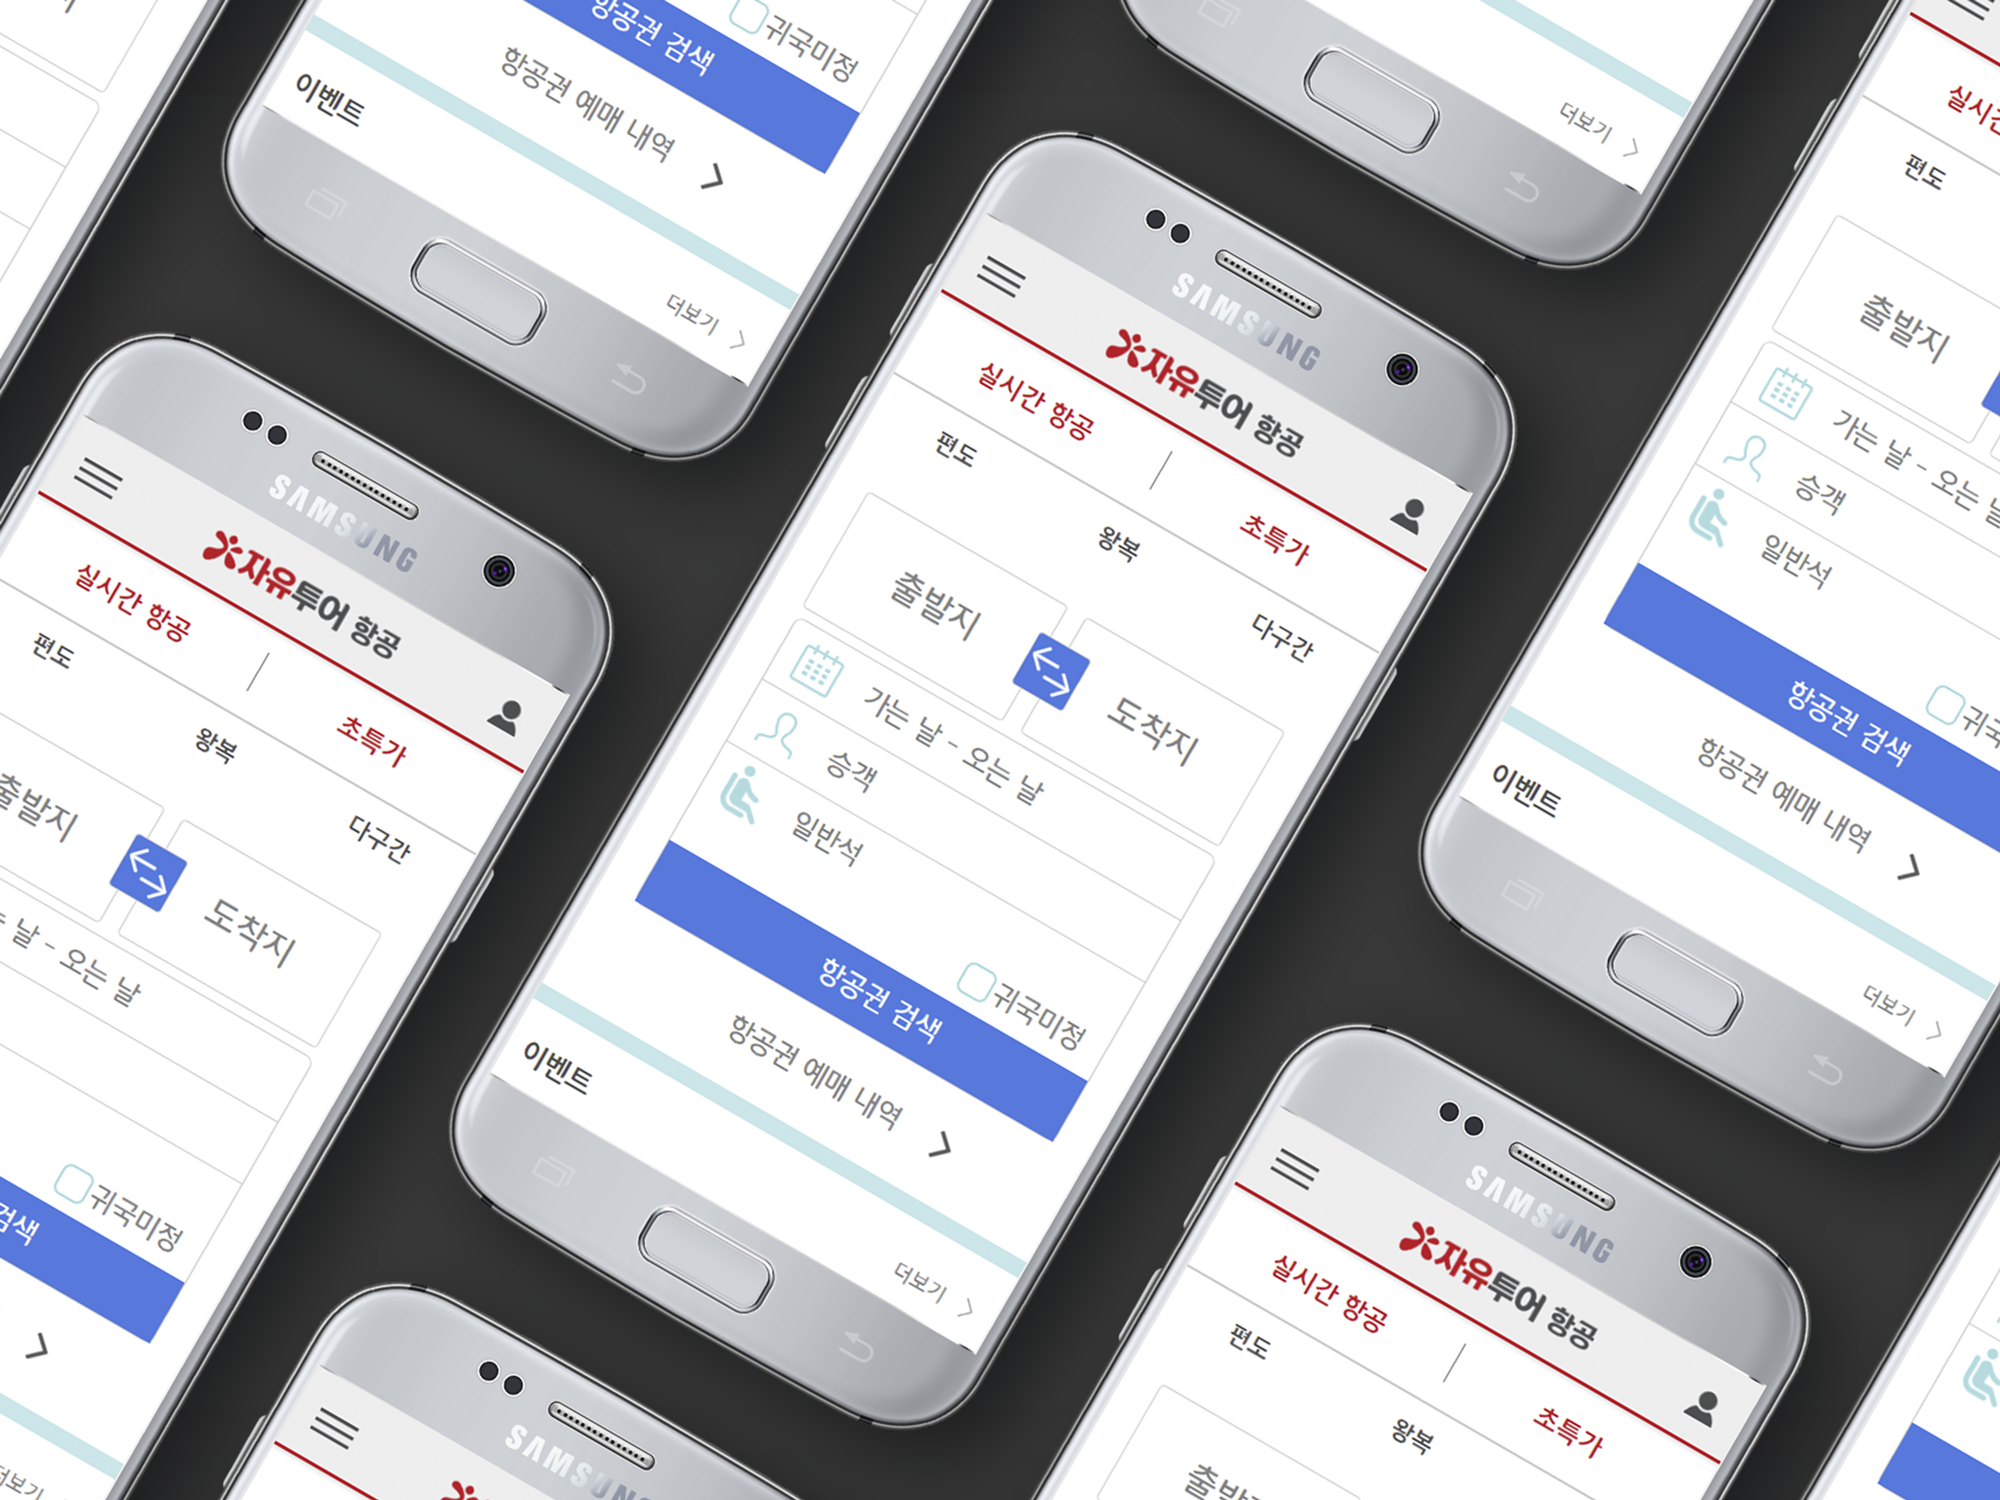 항공권 검색
귀국미정
항공권 예매 내역
이벤트
더보기
더보기
SAMSUNG
자유투어 항공
실시간 항공
초특가
편도
왕복
다구간
출발지
도착지
가는 날 - 오는 날
승객
일반석
귀국미정
항공권 검색
항공권 예매 내역
이벤트
더보기
SAMSUNG
자유투어 항공
실시간 항공
초특가
편도
왕복
다구간
출발지
도착지
날 - 오는 날
귀국미정
검색
더보기
편도
출발지
가는 날 - 오는 날
승객
일반석
항공권 검색
항공권 예매 내역
이벤트
더보기
SAMSUNG
자유투어 항공
실시간 항공
초특가
편도
왕복
SAMSUNG